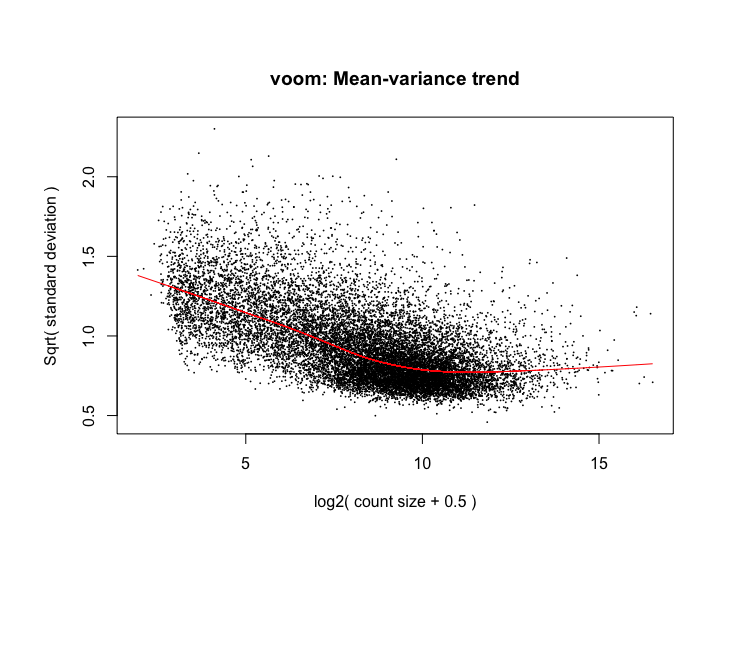 voom: Mean-variance trend
Sqrt( standard deviation )
2.0
1.5
1.0
0.5
5 10 15
log2( count size + 0.5 )